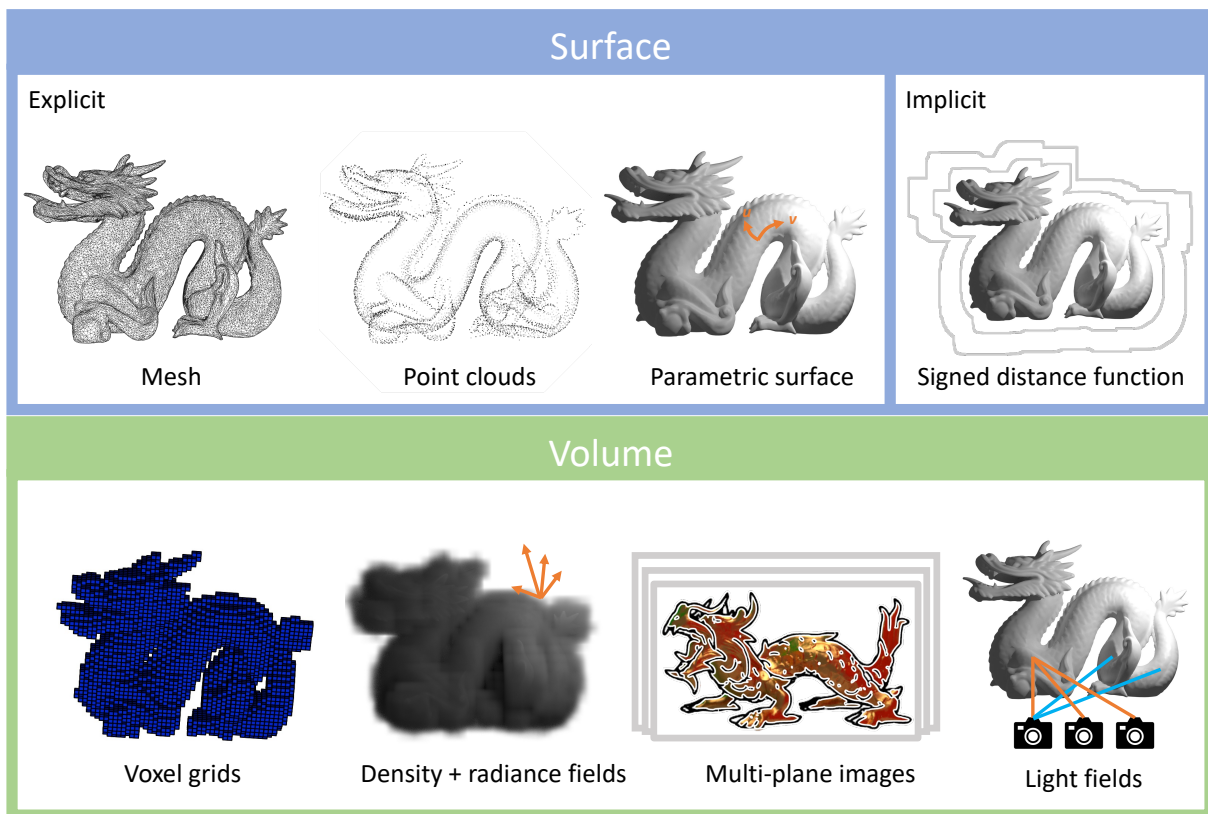 Surface
Explicit
Implicit
u
v
Mesh
Point clouds
Parametric surface
Signed distance function
Volume
Voxel grids
Density + radiance fields
Multi-plane images
Light fields